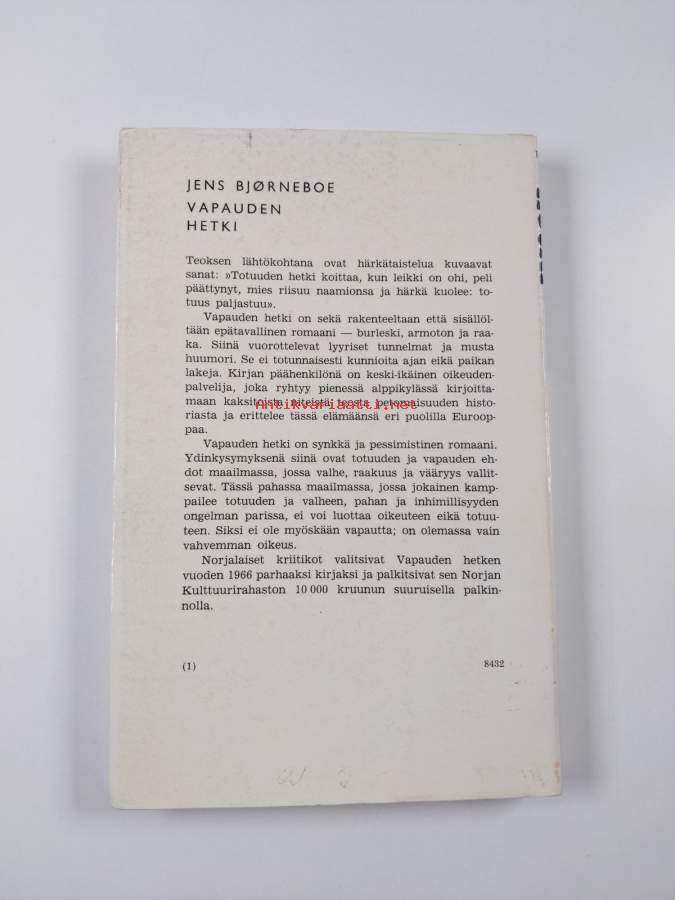 JENS BJØRNEBOE
VAPAUDEN
HETKI
Teoksen lähtökohtana ovat härkätaistelua kuvaavat
sanat: »Totuuden hetki koittaa, kun leikki on ohi, peli
päättynyt, mies riisuu naamionsa ja härkä kuolee: to-
tuus paljastuu».
Vapauden hetki on sekä rakenteeltaan että sisällöl-
tään epätavallinen romaani — burleski, armoton ja raa-
ka. Siinä vuorottelevat lyyriset tunnelmat ja musta
huumori. Se ei totunnaisesti kunnioita ajan eikä paikan
lakeja. Kirjan päähenkilönä on keski-ikäinen oikeuden-
palvelija, joka ryhtyy pienessä alppikylässä kirjoitta-
maan kaksitoista niteistä teosta petomaisuuden histo-
Antikvariaatti.net
riasta ja erittelee tässä elämäänsä eri puolilla Euroop-
paa.
Vapauden hetki on synkkä ja pessimistinen romaani.
Ydinkysymyksenä siinä ovat totuuden ja vapauden eh-
dot maailmassa, jossa valhe, raakuus ja vääryys vallit-
sevat. Tässä pahassa maailmassa, jossa jokainen kamp-
pailee totuuden ja valheen, pahan ja inhimillisyyden
ongelman parissa, ei voi luottaa oikeuteen eikä totuu-
teen. Siksi ei ole myöskään vapautta; on olemassa vain
vahvemman oikeus.
Norjalaiset kriitikot valitsivat Vapauden hetken
vuoden 1966 parhaaksi kirjaksi ja palkitsivat sen Norjan
Kulttuurirahaston 10 000 kruunun suuruisella palkin-
nolla.
(1)
8432